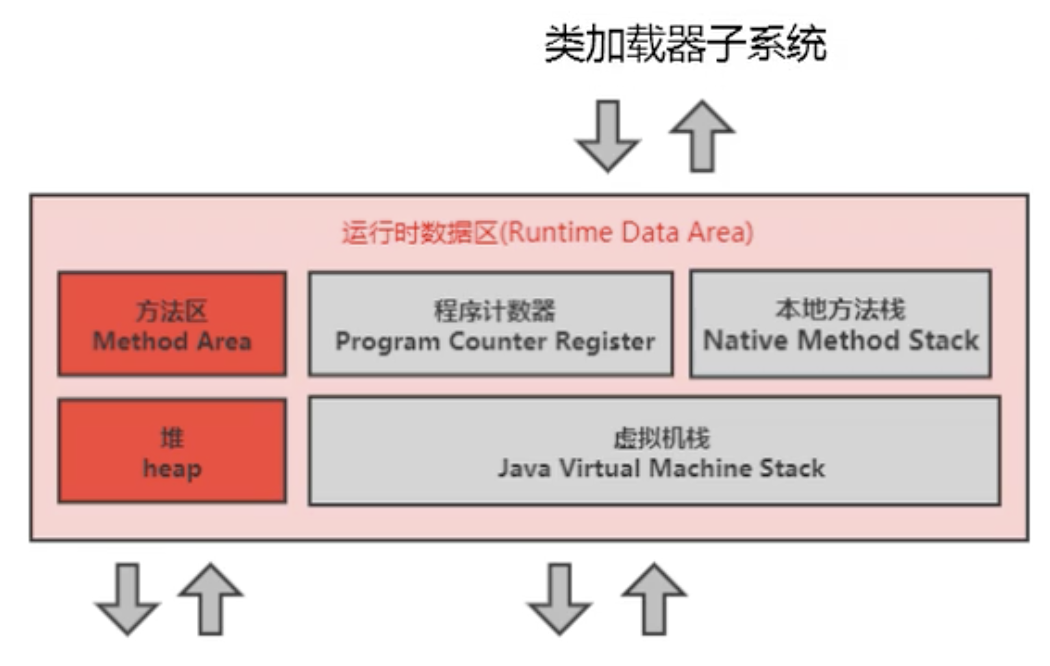 类加载器子系统
运行时数据区(Runtime Data Area)
方法区
Method Area
程序计数器
Program Counter Register
本地方法栈
Native Method Stack
堆
heap
虚拟机栈
Java Virtual Machine Stack